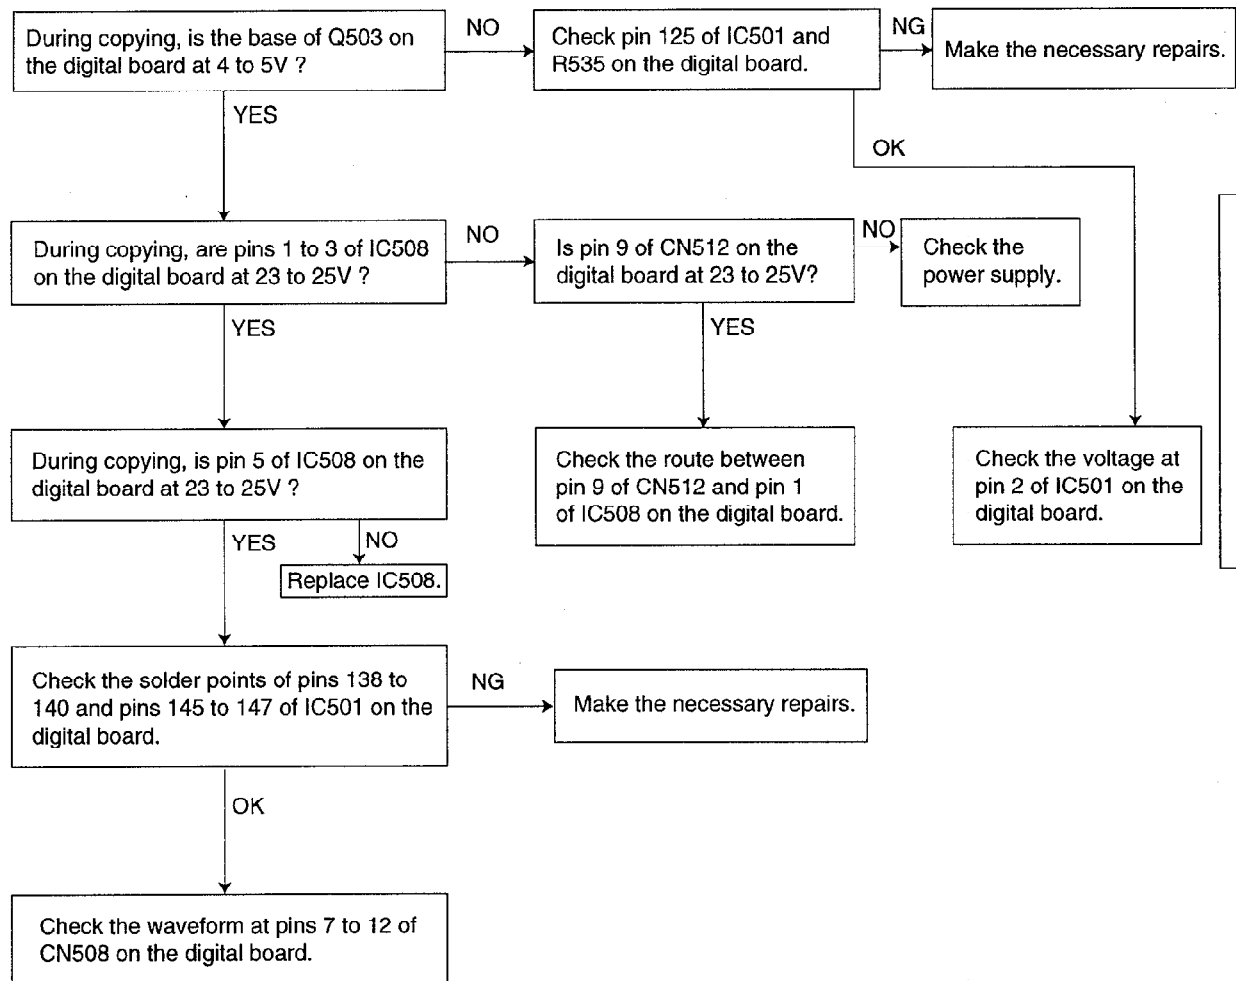 During copying, is the base of Q503 on
the digital board at 4 to 5V ?
NO
Check pin 125 of IC501 and
R535 on the digital board.
NG
Make the necessary repairs.
YES
OK
During copying, are pins 1 to 3 of IC508
on the digital board at 23 to 25V ?
NO
Is pin 9 of CN512 on the
digital board at 23 to 25V?
NO
Check the
power supply.
YES
YES
During copying, is pin 5 of IC508 on the
digital board at 23 to 25V ?
Check the route between
pin 9 of CN512 and pin 1
of IC508 on the digital board.
Check the voltage at
pin 2 of IC501 on the
digital board.
YES
NO
Replace IC508.
Check the solder points of pins 138 to
140 and pins 145 to 147 of IC501 on the
digital board.
NG
Make the necessary repairs.
OK
Check the waveform at pins 7 to 12 of
CN508 on the digital board.